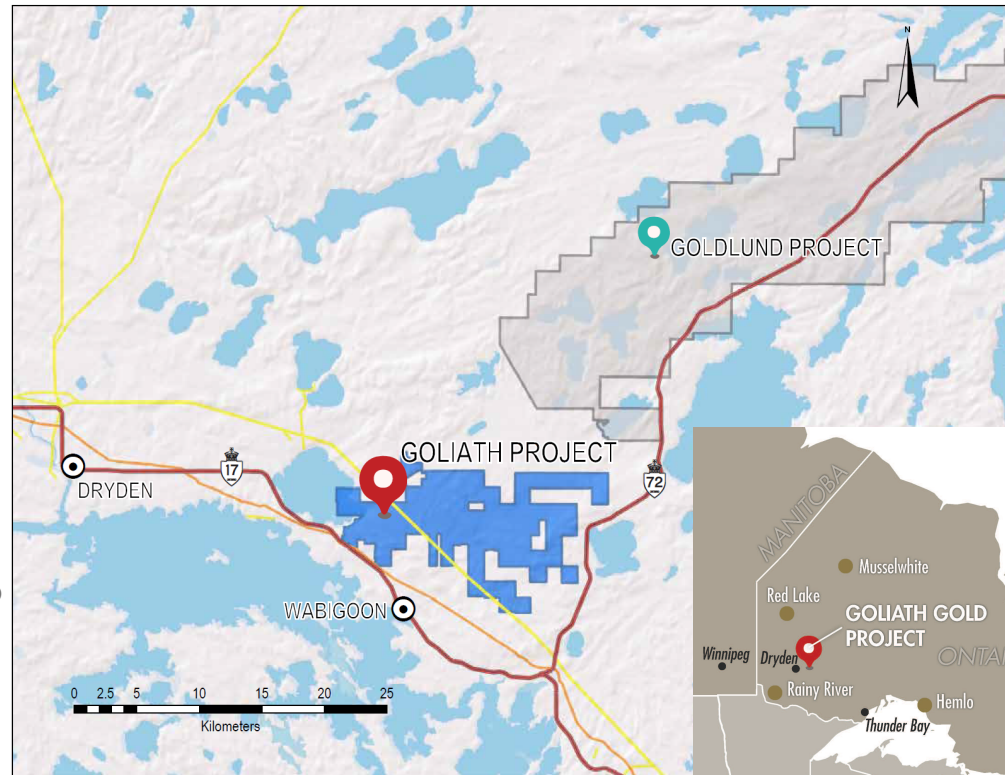 N
GOLDLUND PROJECT
GOLIATH PROJECT
17
72
DRYDEN
WABIGOON
0 2.5 5 10 15 20 25
Kilometers
MANITOBA
Musselwhite
Red Lake
GOLIATH GOLD
PROJECT
ONTA
Winnipeg
Dryden
Rainy River
Hemlo
Thunder Bay